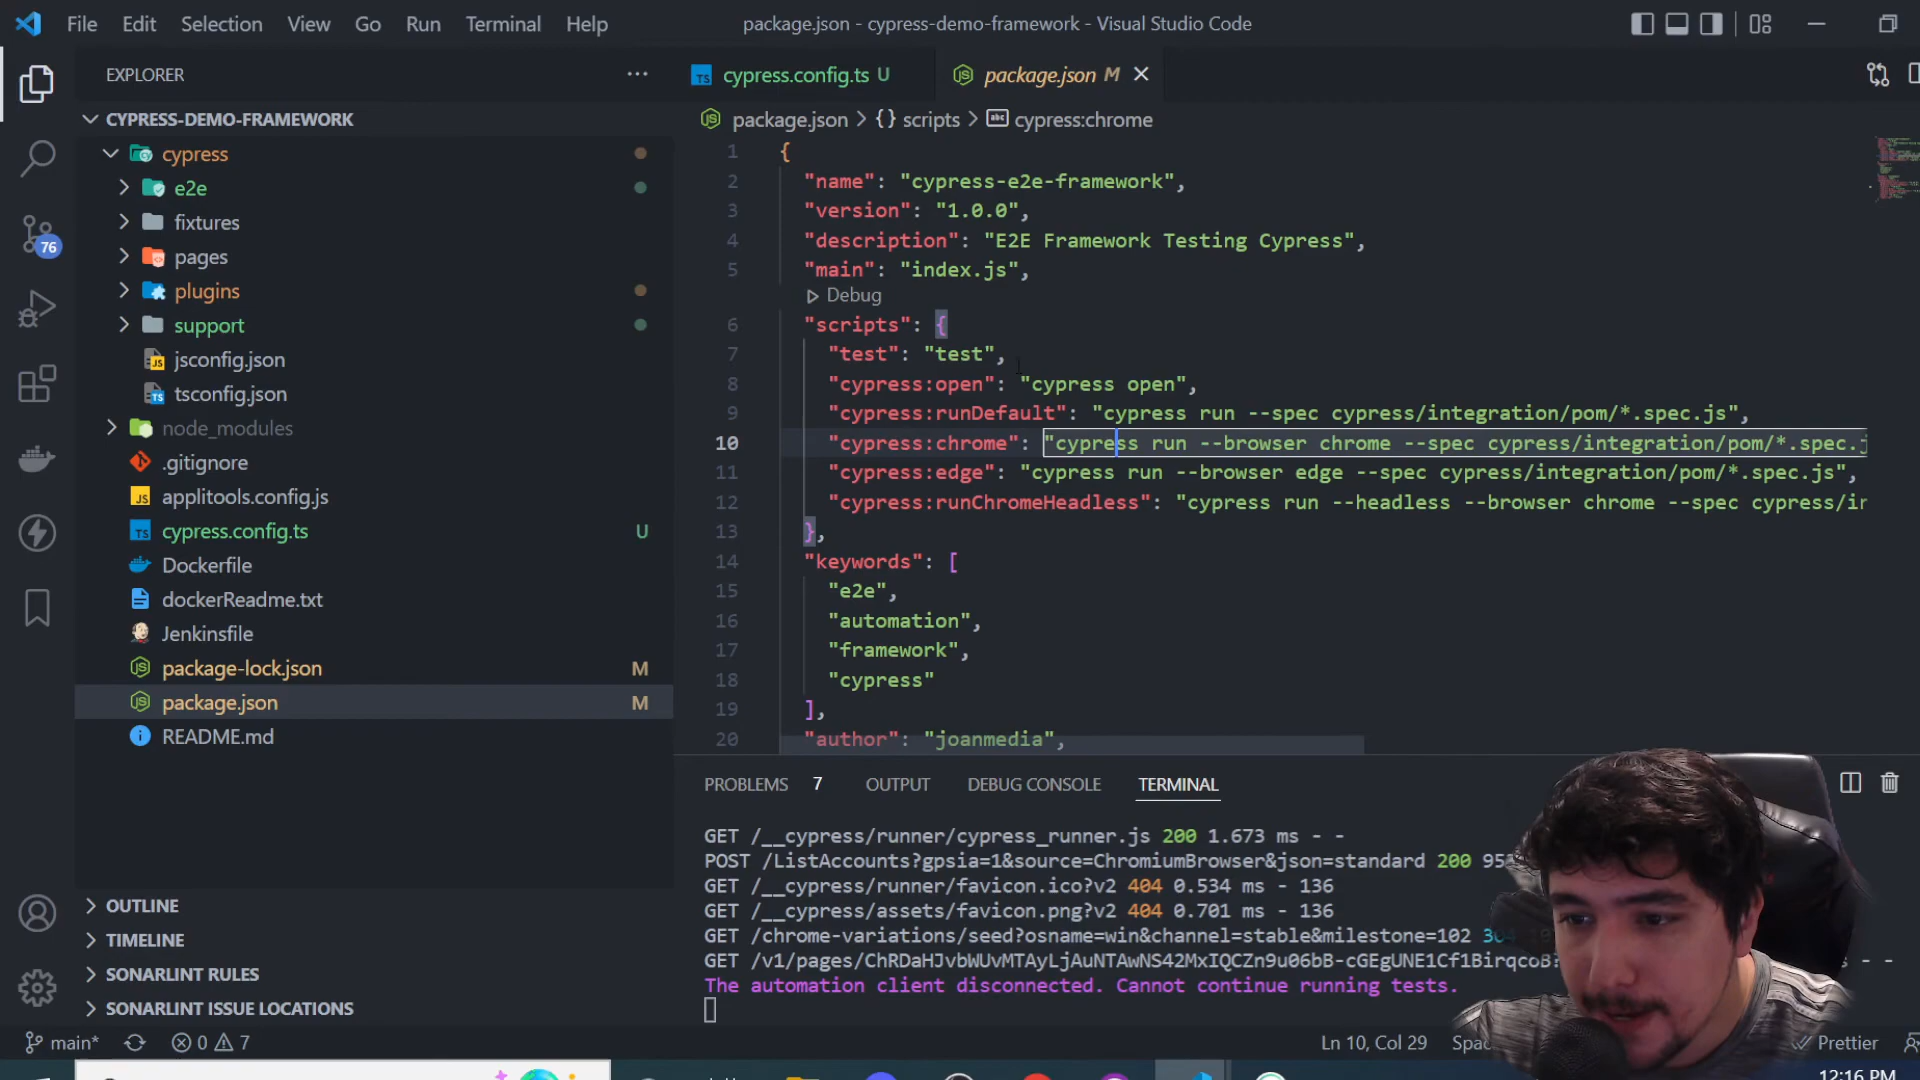 File Edit Selection View Go Run Terminal Help package.json - cypress-demo-framework - Visual Studio Code
EXPLORER
CYPRESS-DEMO-FRAMEWORK
cypress
e2e
fixtures
pages
plugins
support
jsconfig.json
tsconfig.json
node_modules
.gitignore
applitools.config.js
cypress.config.ts U
Dockerfile
dockerReadme.txt
Jenkinsfile
package-lock.json M
package.json M
README.md
OUTLINE
TIMELINE
SONARLINT RULES
SONARLINT ISSUE LOCATIONS
76
cypress.config.ts U package.json M
package.json > {} scripts > cypress:chrome
1 {
2 "name": "cypress-e2e-framework",
3 "version": "1.0.0",
4 "description": "E2E Framework Testing Cypress",
5 "main": "index.js",
Debug
6 "scripts": {
7 "test": "test",
8 "cypress:open": "cypress open",
9 "cypress:runDefault": "cypress run --spec cypress/integration/pom/*.spec.js",
10 "cypress:chrome": "cypress run --browser chrome --spec cypress/integration/pom/*.spec.j
11 "cypress:edge": "cypress run --browser edge --spec cypress/integration/pom/*.spec.js",
12 "cypress:runChromeHeadless": "cypress run --headless --browser chrome --spec cypress/in
13 },
14 "keywords": [
15 "e2e",
16 "automation",
17 "framework",
18 "cypress"
19 ],
20 "author": "joanmedia",
PROBLEMS 7 OUTPUT DEBUG CONSOLE TERMINAL
GET /__cypress/runner/cypress_runner.js 200 1.673 ms - -
POST /ListAccounts?gpsia=1&source=ChromiumBrowser&json=standard 200 95
GET /__cypress/runner/favicon.ico?v2 404 0.534 ms - 136
GET /__cypress/assets/favicon.png?v2 404 0.701 ms - 136
GET /chrome-variations/seed?osname=win&channel=stable&milestone=102
GET - -
The automation client disconnected. Cannot continue running tests.
main* 0 7 Ln 10, Col 29 Spac Prettier
12:16 PM